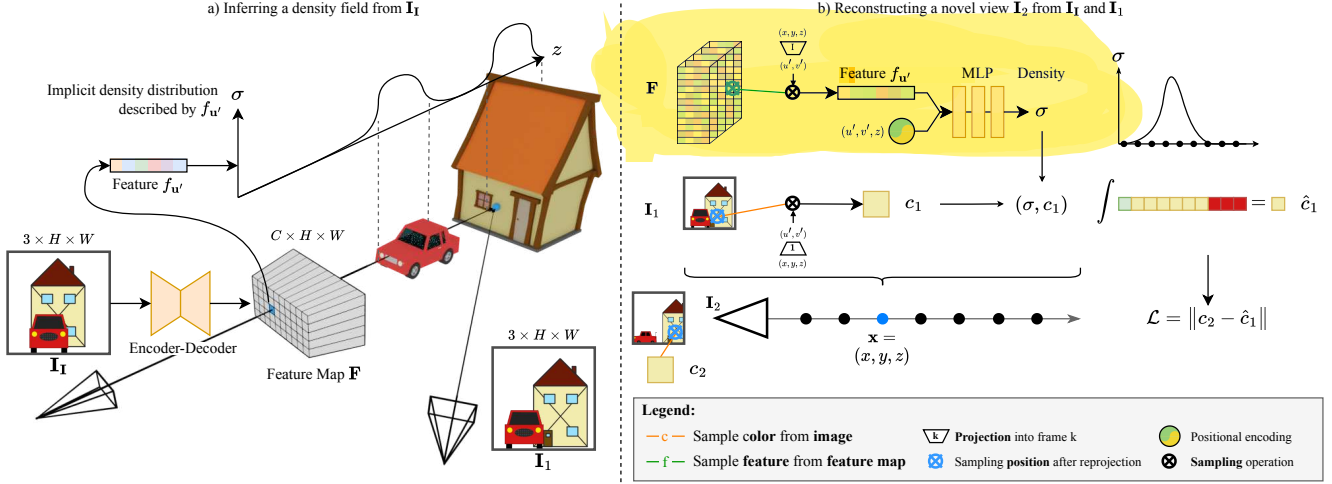 a) Inferring a density field from I_I
z
Implicit density distribution
described by f_u'
σ
Feature f_u'
3 × H × W
C × H × W
Encoder-Decoder
I_I
Feature Map F
3 × H × W
I_1
b) Reconstructing a novel view I_2 from I_I and I_1
(x, y, z)
I
(u', v')
F
Feature f_u'
MLP
Density
σ
(u', v', z)
σ
I_1
(u', v')
1
(x, y, z)
c_1
(σ, c_1)
∫
=
ĉ_1
I_2
x =
(x, y, z)
c_2
ℒ = ‖c_2 − ĉ_1‖
Legend:
c Sample color from image
k Projection into frame k
Positional encoding
f Sample feature from feature map
Sampling position after reprojection
Sampling operation